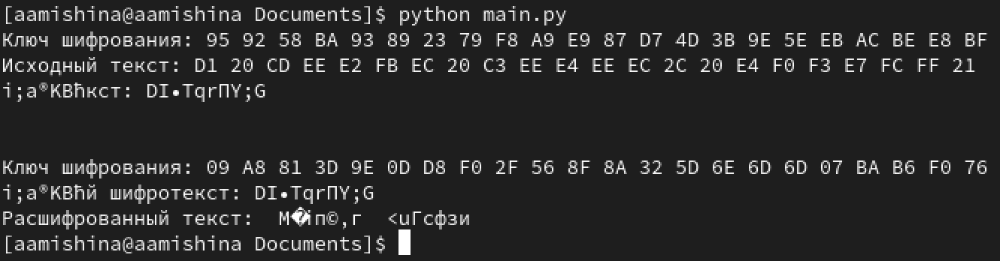 [aamishina@aamishina Documents]$ python main.py
Ключ шифрования: 95 92 58 BA 93 89 23 79 F8 A9 E9 87 D7 4D 3B 9E 5E EB AC BE E8 BF
Исходный текст: D1 20 CD EE E2 FB EC 20 C3 EE E4 EE EC 2C 20 E4 F0 F3 E7 FC FF 21
i;a®KBћкст: DI•TqrПY;G
Ключ шифрования: 09 A8 81 3D 9E 0D D8 F0 2F 56 8F 8A 32 5D 6E 6D 6D 07 BA B6 F0 76
i;a®KBћй шифротекст: DI•TqrПY;G
Расшифрованный текст:  M�iп©,г  <uГсфзи
[aamishina@aamishina Documents]$